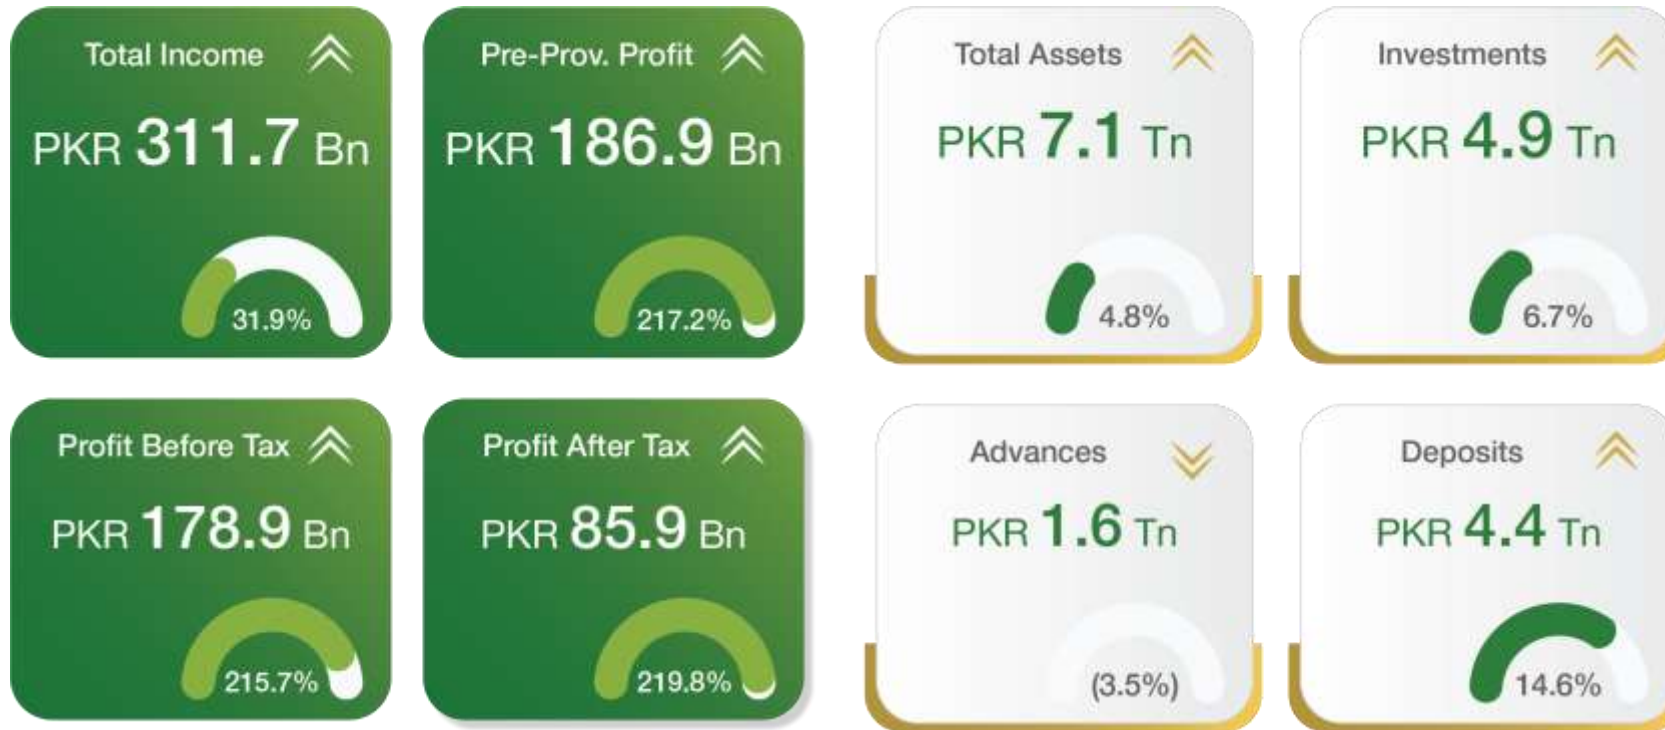 Total Income
PKR 311.7 Bn
31.9%
Pre-Prov. Profit
PKR 186.9 Bn
217.2%
Total Assets
PKR 7.1 Tn
4.8%
Investments
PKR 4.9 Tn
6.7%
Profit Before Tax
PKR 178.9 Bn
215.7%
Profit After Tax
PKR 85.9 Bn
219.8%
Advances
PKR 1.6 Tn
(3.5%)
Deposits
PKR 4.4 Tn
14.6%